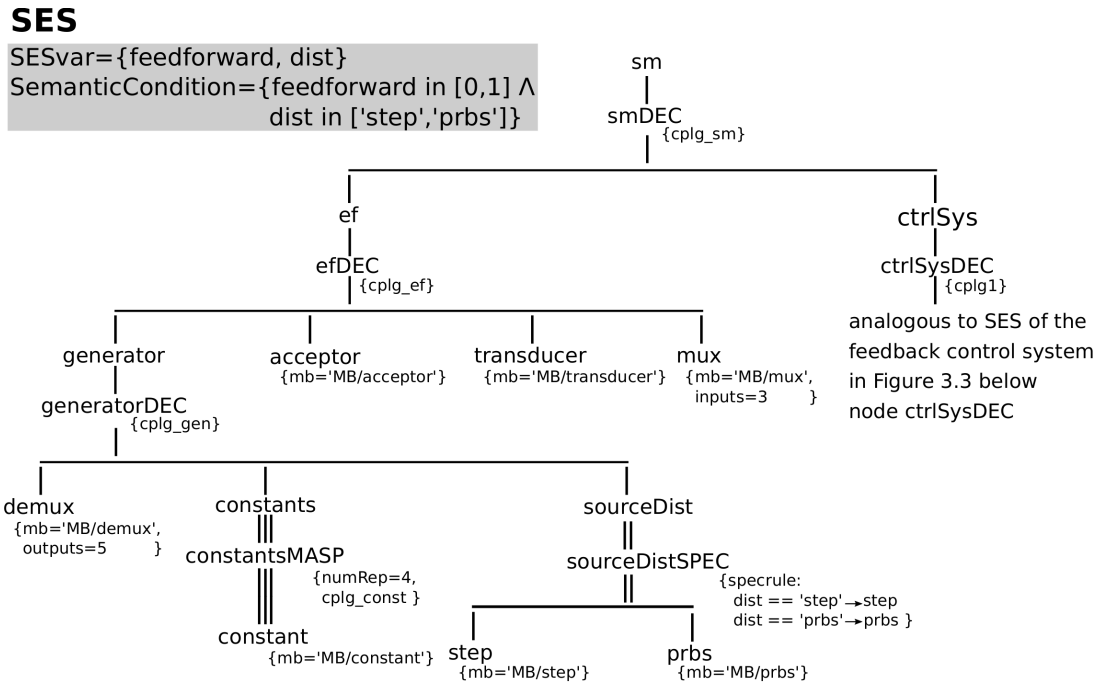 SES
SESvar={feedforward, dist}
SemanticCondition={feedforward in [0,1] Λ
dist in ['step','prbs']}
sm
smDEC
{cplg_sm}
ef
ctrlSys
efDEC
{cplg_ef}
ctrlSysDEC
{cplg1}
analogous to SES of the
feedback control system
in Figure 3.3 below
node ctrlSysDEC
generator
acceptor
{mb='MB/acceptor'}
transducer
{mb='MB/transducer'}
mux
{mb='MB/mux',
inputs=3 }
generatorDEC
{cplg_gen}
demux
{mb='MB/demux',
outputs=5 }
constants
constantsMASP
{numRep=4,
cplg_const }
constant
{mb='MB/constant'}
sourceDist
sourceDistSPEC
{specrule:
dist == 'step'→step
dist == 'prbs'→prbs }
step
{mb='MB/step'}
prbs
{mb='MB/prbs'}